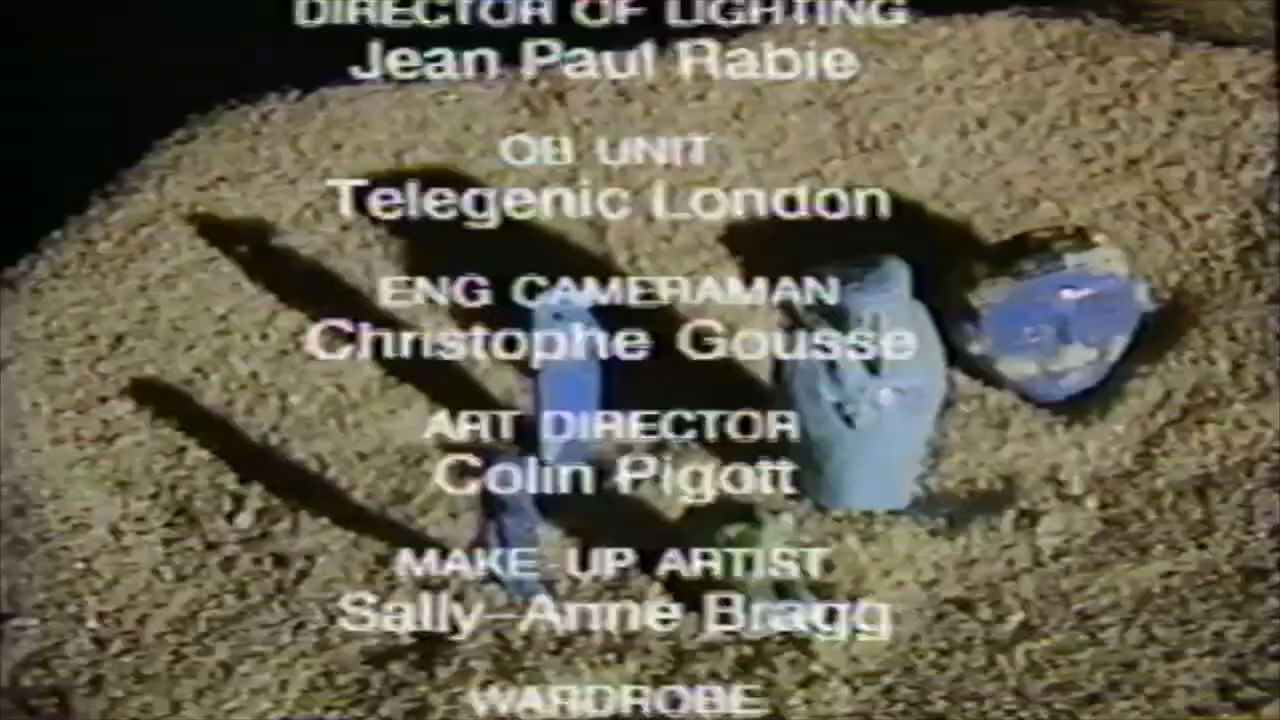 DIRECTOR OF LIGHTING
Jean Paul Rabie
OB UNIT
Telegenic London
ENG CAMERAMAN
Christophe Gousse
ART DIRECTOR
Colin Pigott
MAKE UP ARTIST
Sally-Anne Bragg
WARDROBE